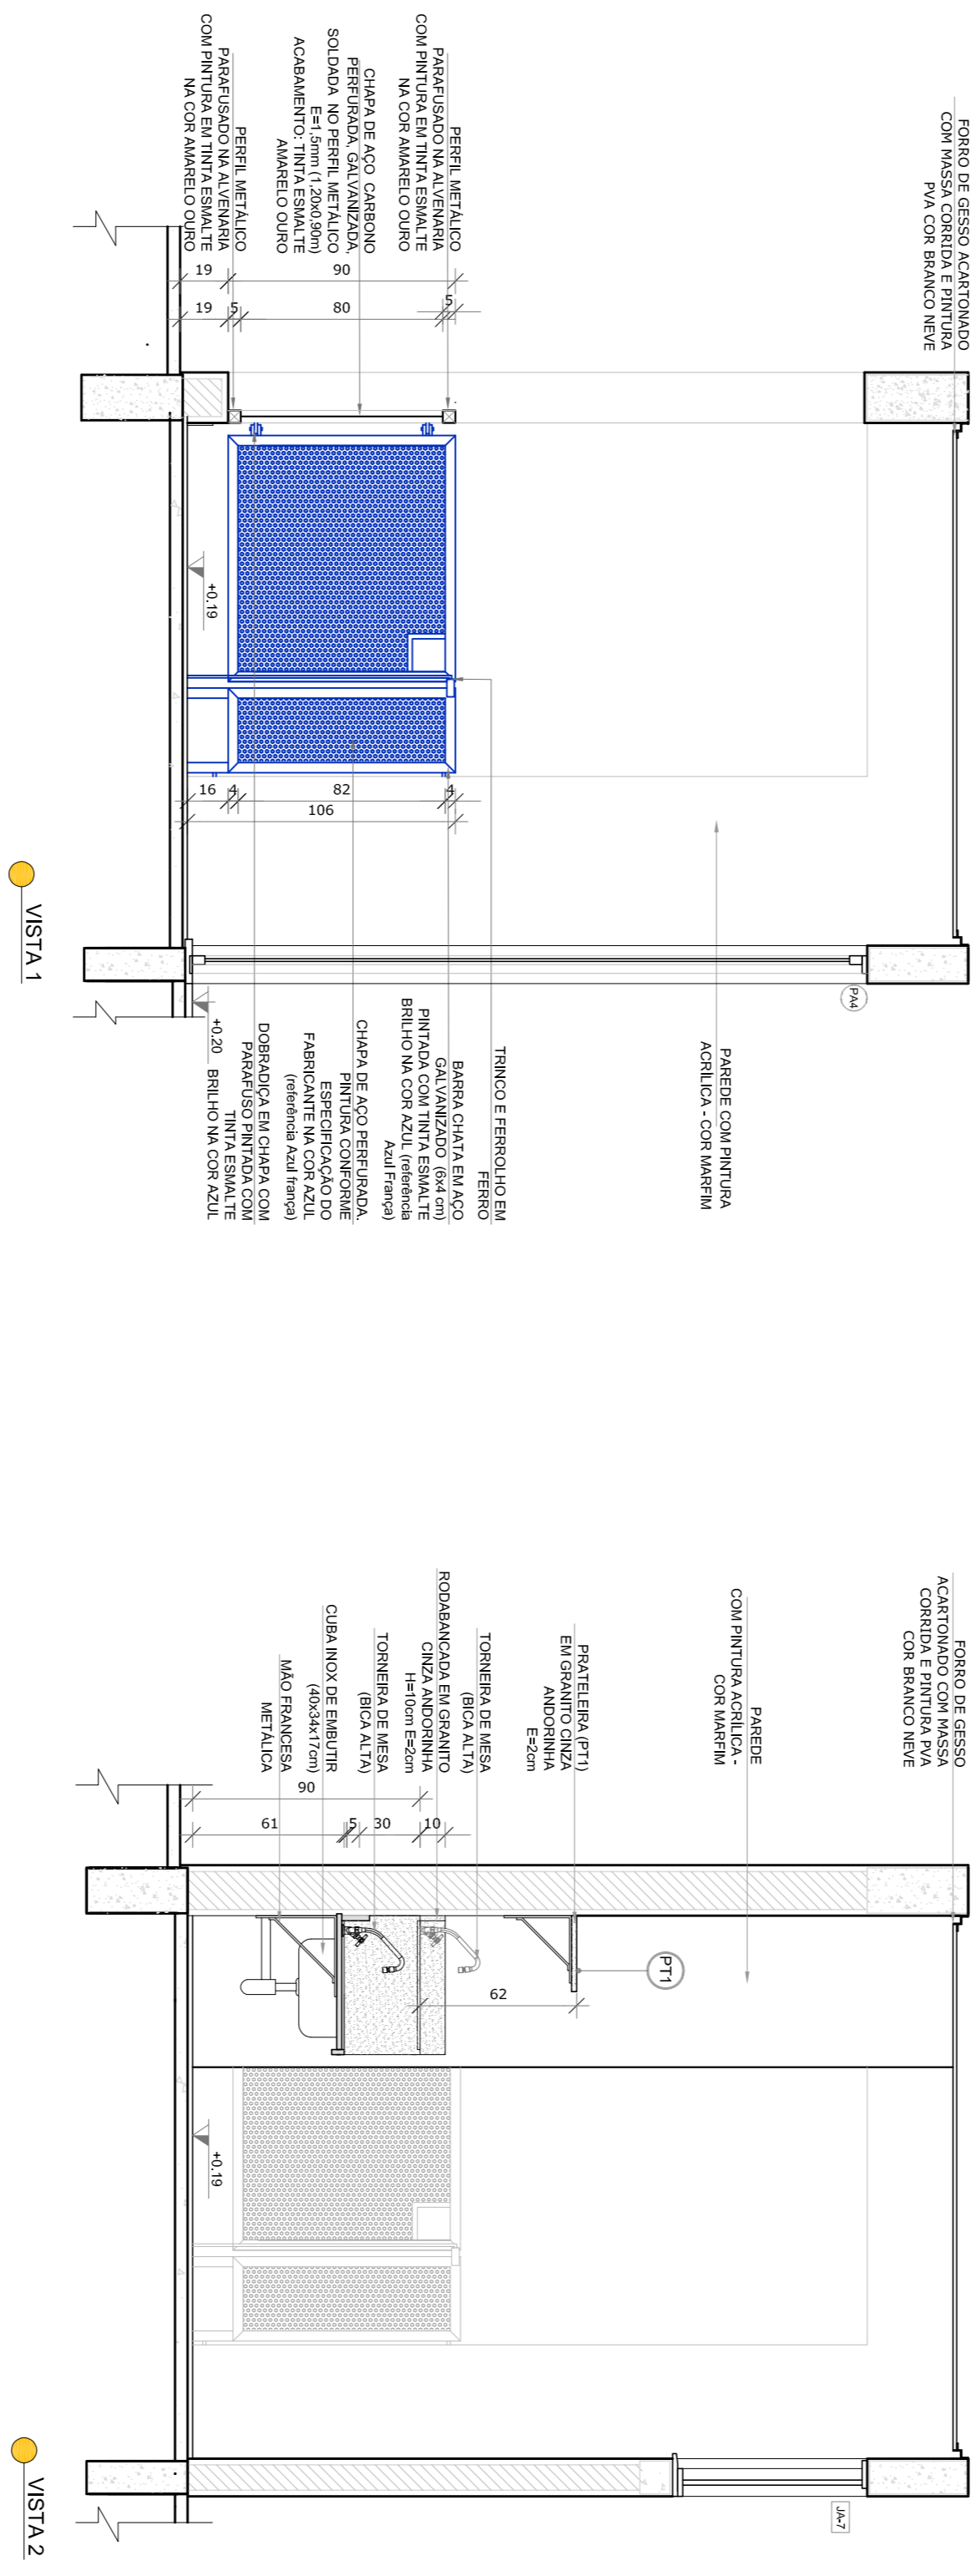 FORRO DE GESSO ACARTONADO
COM MASSA CORRIDA E PINTURA
PVA COR BRANCO NEVE
PERFIL METÁLICO
PARAFUSADO NA ALVENARIA
COM PINTURA EM TINTA ESMALTE
NA COR AMARELO OURO
CHAPA DE AÇO CARBONO
PERFURADA, GALVANIZADA,
SOLDADA NO PERFIL METÁLICO
E=1,5mm (1,20x0,90m)
ACABAMENTO: TINTA ESMALTE
AMARELO OURO
PERFIL METÁLICO
PARAFUSADO NA ALVENARIA
COM PINTURA EM TINTA ESMALTE
NA COR AMARELO OURO
90
19
5
80
5
19
+0.19
4
82
4
16
106
PA4
+0.20
PAREDE COM PINTURA
ACRÍLICA - COR MARFIM
TRINCO E FERROLHO EM
FERRO
BARRA CHATA EM AÇO
GALVANIZADO (6x4 cm)
PINTADA COM TINTA ESMALTE
BRILHO NA COR AZUL (referência
Azul França)
CHAPA DE AÇO PERFURADA.
PINTURA CONFORME
ESPECIFICAÇÃO DO
FABRICANTE NA COR AZUL
(referência Azul frança)
DOBRADIÇA EM CHAPA COM
PARAFUSO PINTADA COM
TINTA ESMALTE
BRILHO NA COR AZUL
VISTA 1
FORRO DE GESSO
ACARTONADO COM MASSA
CORRIDA E PINTURA PVA
COR BRANCO NEVE
PAREDE
COM PINTURA ACRÍLICA -
COR MARFIM
PRATELEIRA (PT1)
EM GRANITO CINZA
ANDORINHA
E=2cm
TORNEIRA DE MESA
(BICA ALTA)
RODABANCADA EM GRANITO
CINZA ANDORINHA
H=10cm E=2cm
TORNEIRA DE MESA
(BICA ALTA)
CUBA INOX DE EMBUTIR
(40x34x17cm)
MÃO FRANCESA
METÁLICA
90
10
30
5
61
PT1
62
+0.19
JA-7
VISTA 2